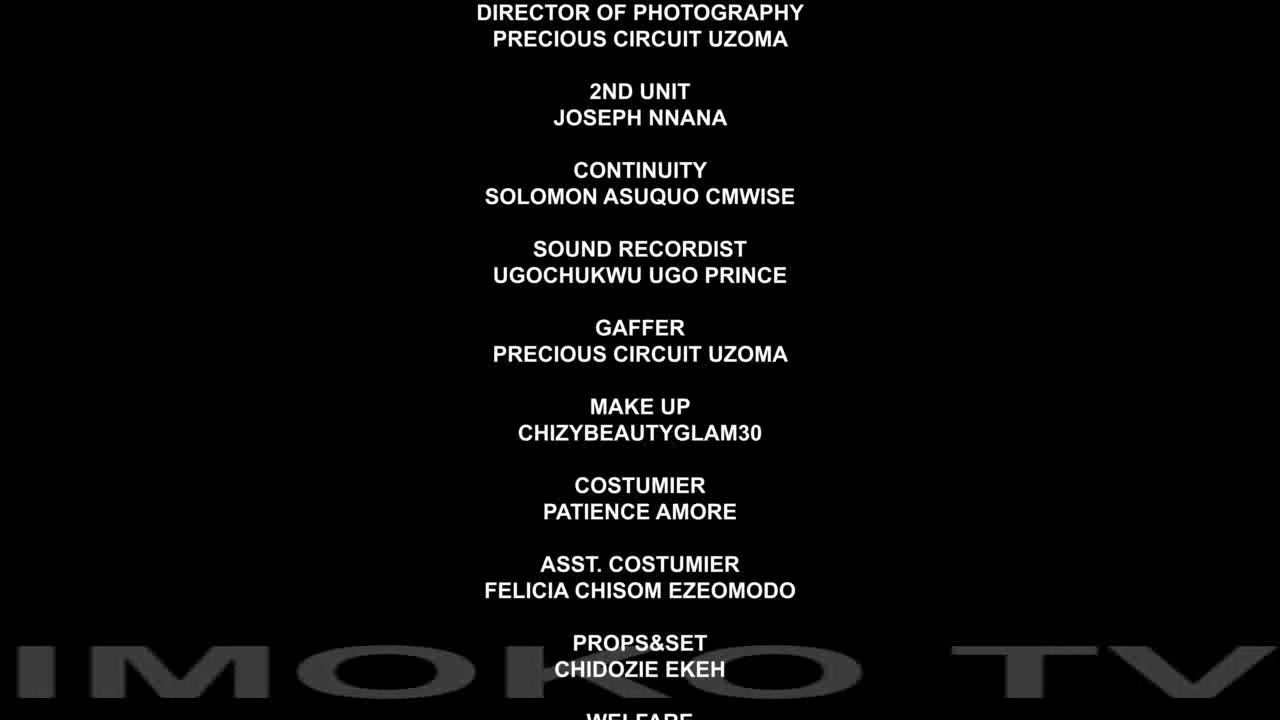 DIRECTOR OF PHOTOGRAPHY
PRECIOUS CIRCUIT UZOMA
2ND UNIT
JOSEPH NNANA
CONTINUITY
SOLOMON ASUQUO CMWISE
SOUND RECORDIST
UGOCHUKWU UGO PRINCE
GAFFER
PRECIOUS CIRCUIT UZOMA
MAKE UP
CHIZYBEAUTYGLAM30
COSTUMIER
PATIENCE AMORE
ASST. COSTUMIER
FELICIA CHISOM EZEOMODO
PROPS&SET
CHIDOZIE EKEH
IMOKO TV
WELFARE